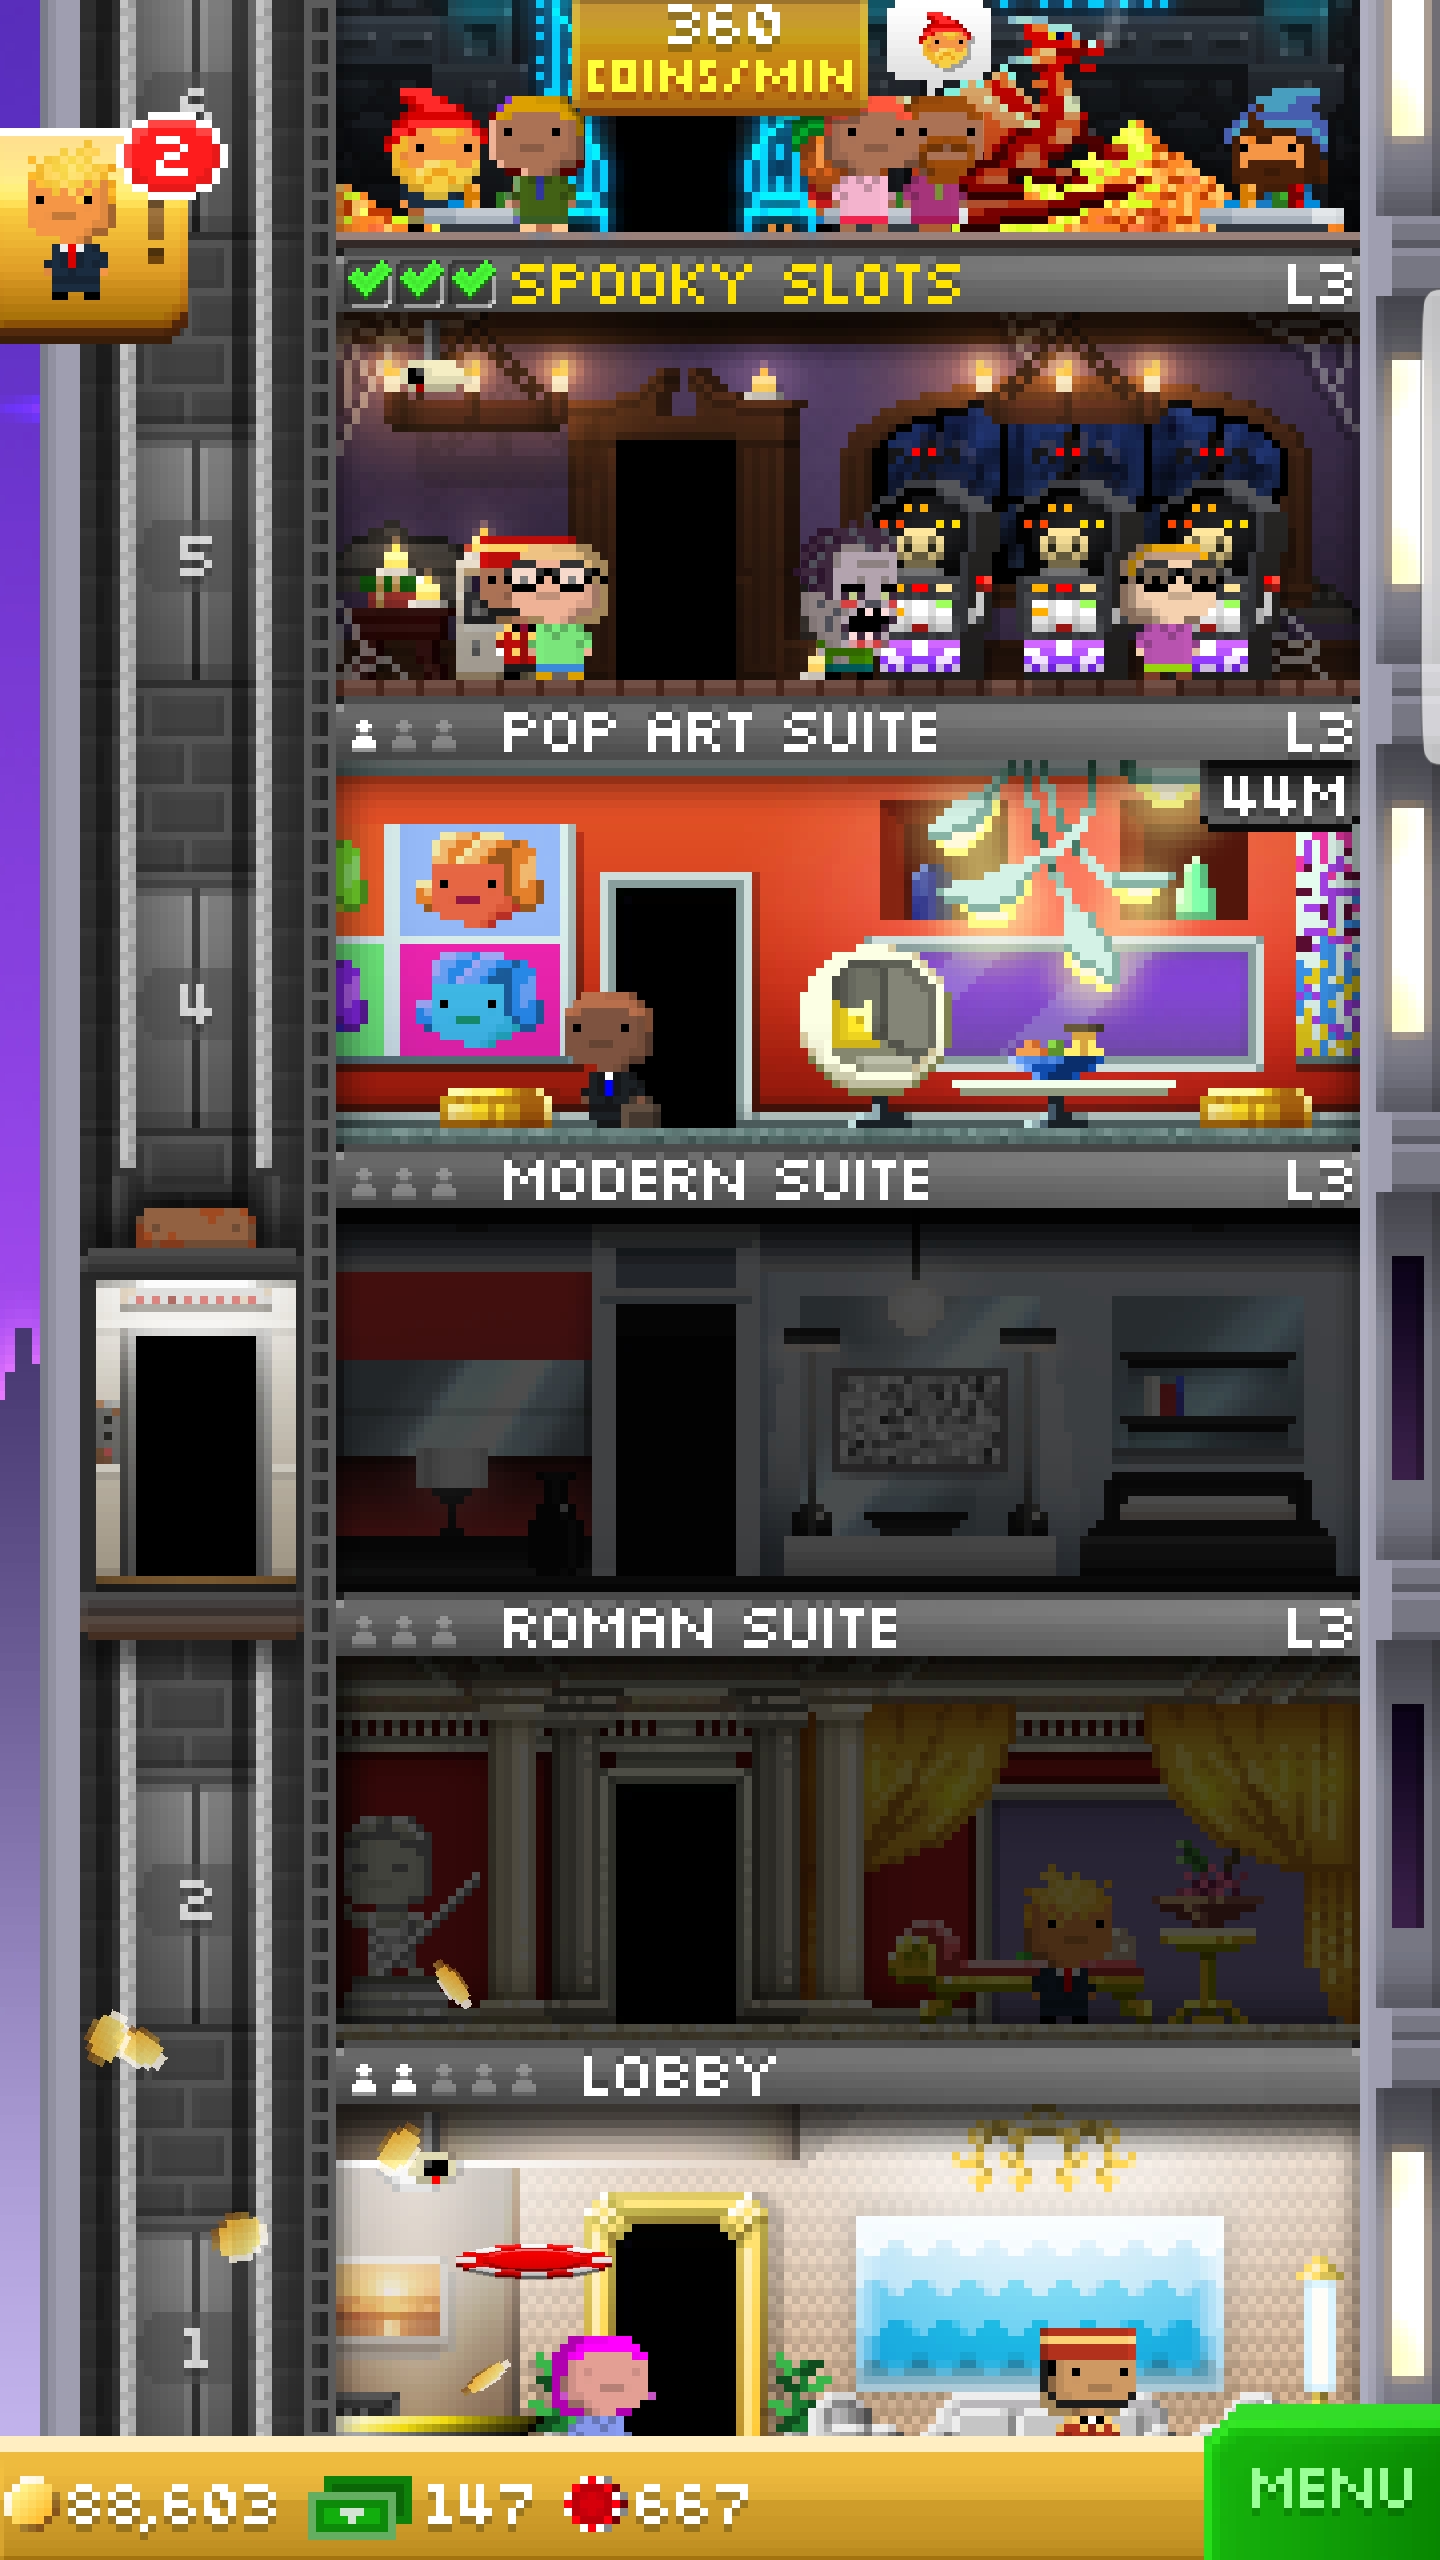 360
COINS/MIN
2
!
SPOOKY SLOTS L3
5
POP ART SUITE L3
44M
4
MODERN SUITE L3
ROMAN SUITE L3
2
LOBBY
1
88,603 147 667
MENU